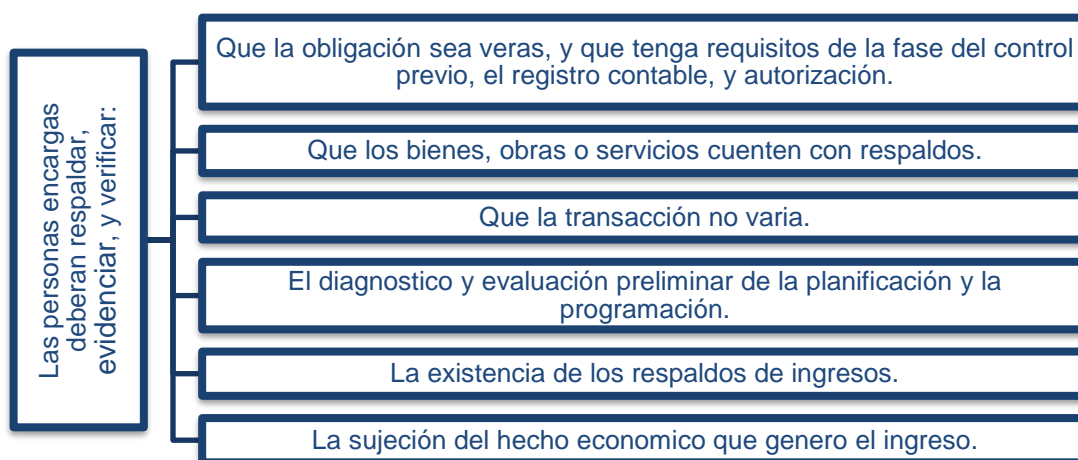 Las personas encargas
deberan respaldar,
evidenciar, y verificar:
Que la obligación sea veras, y que tenga requisitos de la fase del control
previo, el registro contable, y autorización.
Que los bienes, obras o servicios cuenten con respaldos.
Que la transacción no varia.
El diagnostico y evaluación preliminar de la planificación y la
programación.
La existencia de los respaldos de ingresos.
La sujeción del hecho economico que genero el ingreso.